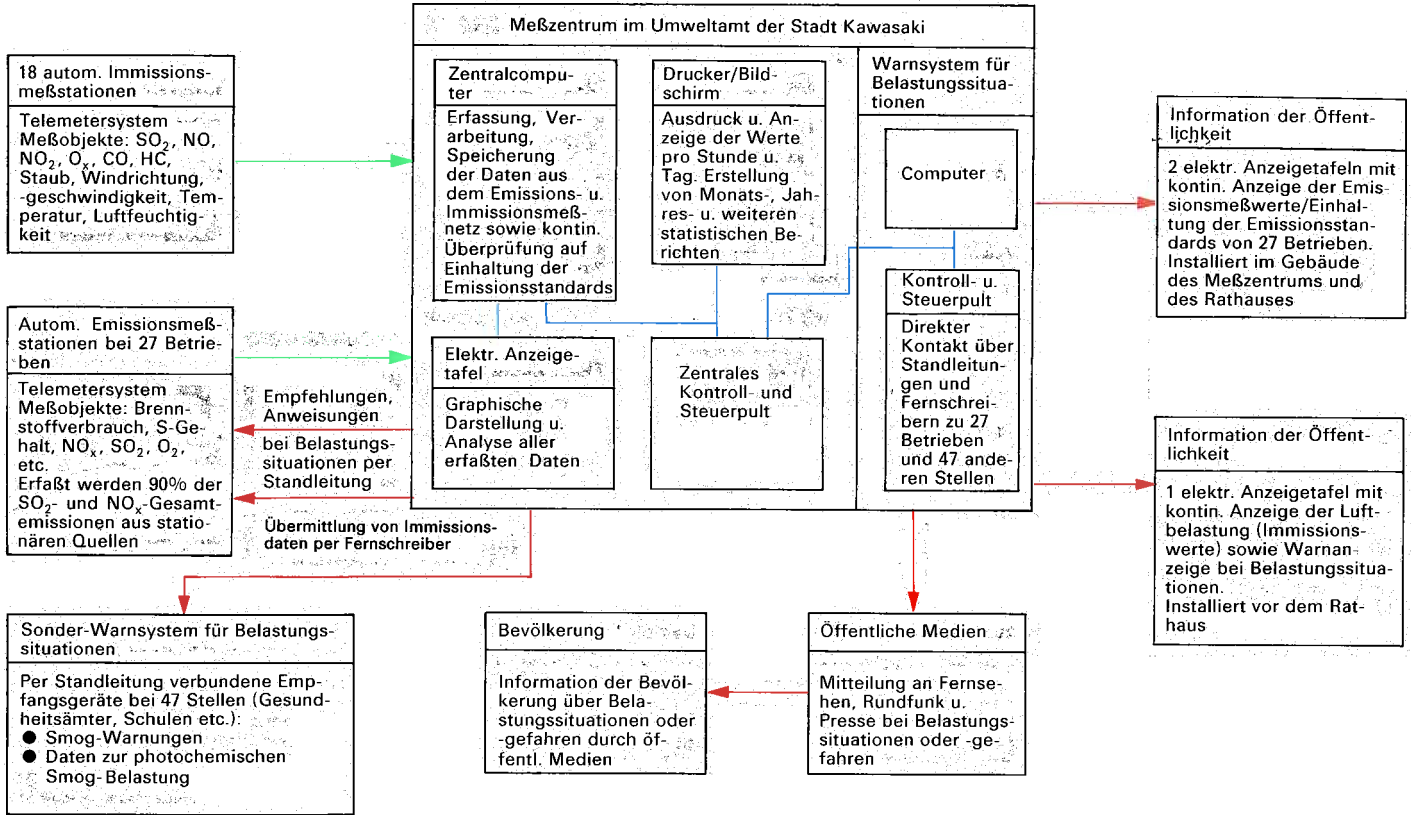 Meßzentrum im Umweltamt der Stadt Kawasaki
18 autom. Immissions-
meßstationen
Telemetersystem
Meßobjekte: SO₂, NO,
NO₂, Oₓ, CO, HC,
Staub, Windrichtung,
-geschwindigkeit, Tem-
peratur, Luftfeuchtig-
keit
Autom. Emissionsmeß-
stationen bei 27 Betrie-
ben
Telemetersystem
Meßobjekte: Brenn-
stoffverbrauch, S-Ge-
halt, NOₓ, SO₂, O₂,
etc.
Erfaßt werden 90% der
SO₂- und NOₓ-Gesamt-
emissionen aus statio-
nären Quellen
Zentralcompu-
ter
Erfassung, Ver-
arbeitung,
Speicherung
der Daten aus
dem Emissions- u.
Immissionsmeß-
netz sowie kontin.
Überprüfung auf
Einhaltung der
Emissionsstandards
Drucker/Bild-
schirm
Ausdruck u. An-
zeige der Werte
pro Stunde u.
Tag. Erstellung
von Monats-, Jah-
res- u. weiteren
statistischen Be-
richten
Warnsystem für
Belastungssitua-
tionen
Computer
Elektr. Anzeige-
tafel
Graphische
Darstellung u.
Analyse aller
erfaßten Daten
Zentrales
Kontroll- und
Steuerpult
Kontroll- u.
Steuerpult
Direkter
Kontakt über
Standleitun-
gen und
Fernschrei-
bern zu 27
Betrieben
und 47 ande-
ren Stellen
Empfehlungen,
Anweisungen
bei Belastungs-
situationen per
Standleitung
Übermittlung von Immissions-
daten per Fernschreiber
Information der Öffent-
lichkeit
2 elektr. Anzeigetafeln mit
kontin. Anzeige der Emis-
sionsmeßwerte/Einhal-
tung der Emissionsstan-
dards von 27 Betrieben.
Installiert im Gebäude
des Meßzentrums und
des Rathauses
Information der Öffent-
lichkeit
1 elektr. Anzeigetafel mit
kontin. Anzeige der Luft-
belastung (Immissions-
werte) sowie Warnan-
zeige bei Belastungssitua-
tionen.
Installiert vor dem Rat-
haus
Sonder-Warnsystem für Belastungs-
situationen
Per Standleitung verbundene Emp-
fangsgeräte bei 47 Stellen (Gesund-
heitsämter, Schulen etc.):
● Smog-Warnungen
● Daten zur photochemischen
Smog-Belastung
Bevölkerung
Information der Bevöl-
kerung über Bela-
stungssituationen oder
-gefahren durch öf-
fentl. Medien
Öffentliche Medien
Mitteilung an Fernse-
hen, Rundfunk u.
Presse bei Belastungs-
situationen oder -ge-
fahren